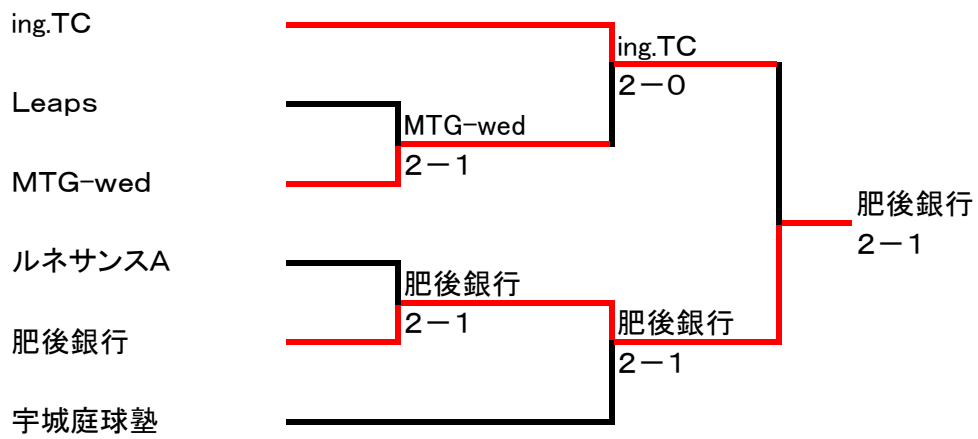 ing.TC
ing.TC
2－0
Leaps
MTG-wed
2－1
MTG-wed
肥後銀行
2－1
ルネサンスA
肥後銀行
2－1
肥後銀行
2－1
肥後銀行
宇城庭球塾